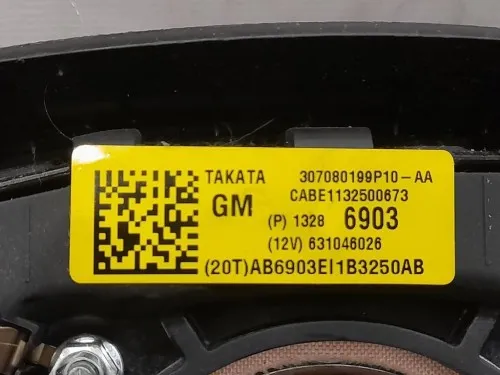 TAKATA 307080199P10-AA
CABE1132500673
GM (P) 1328 6903
(12V) 631046026
(20T)AB6903EI1B3250AB